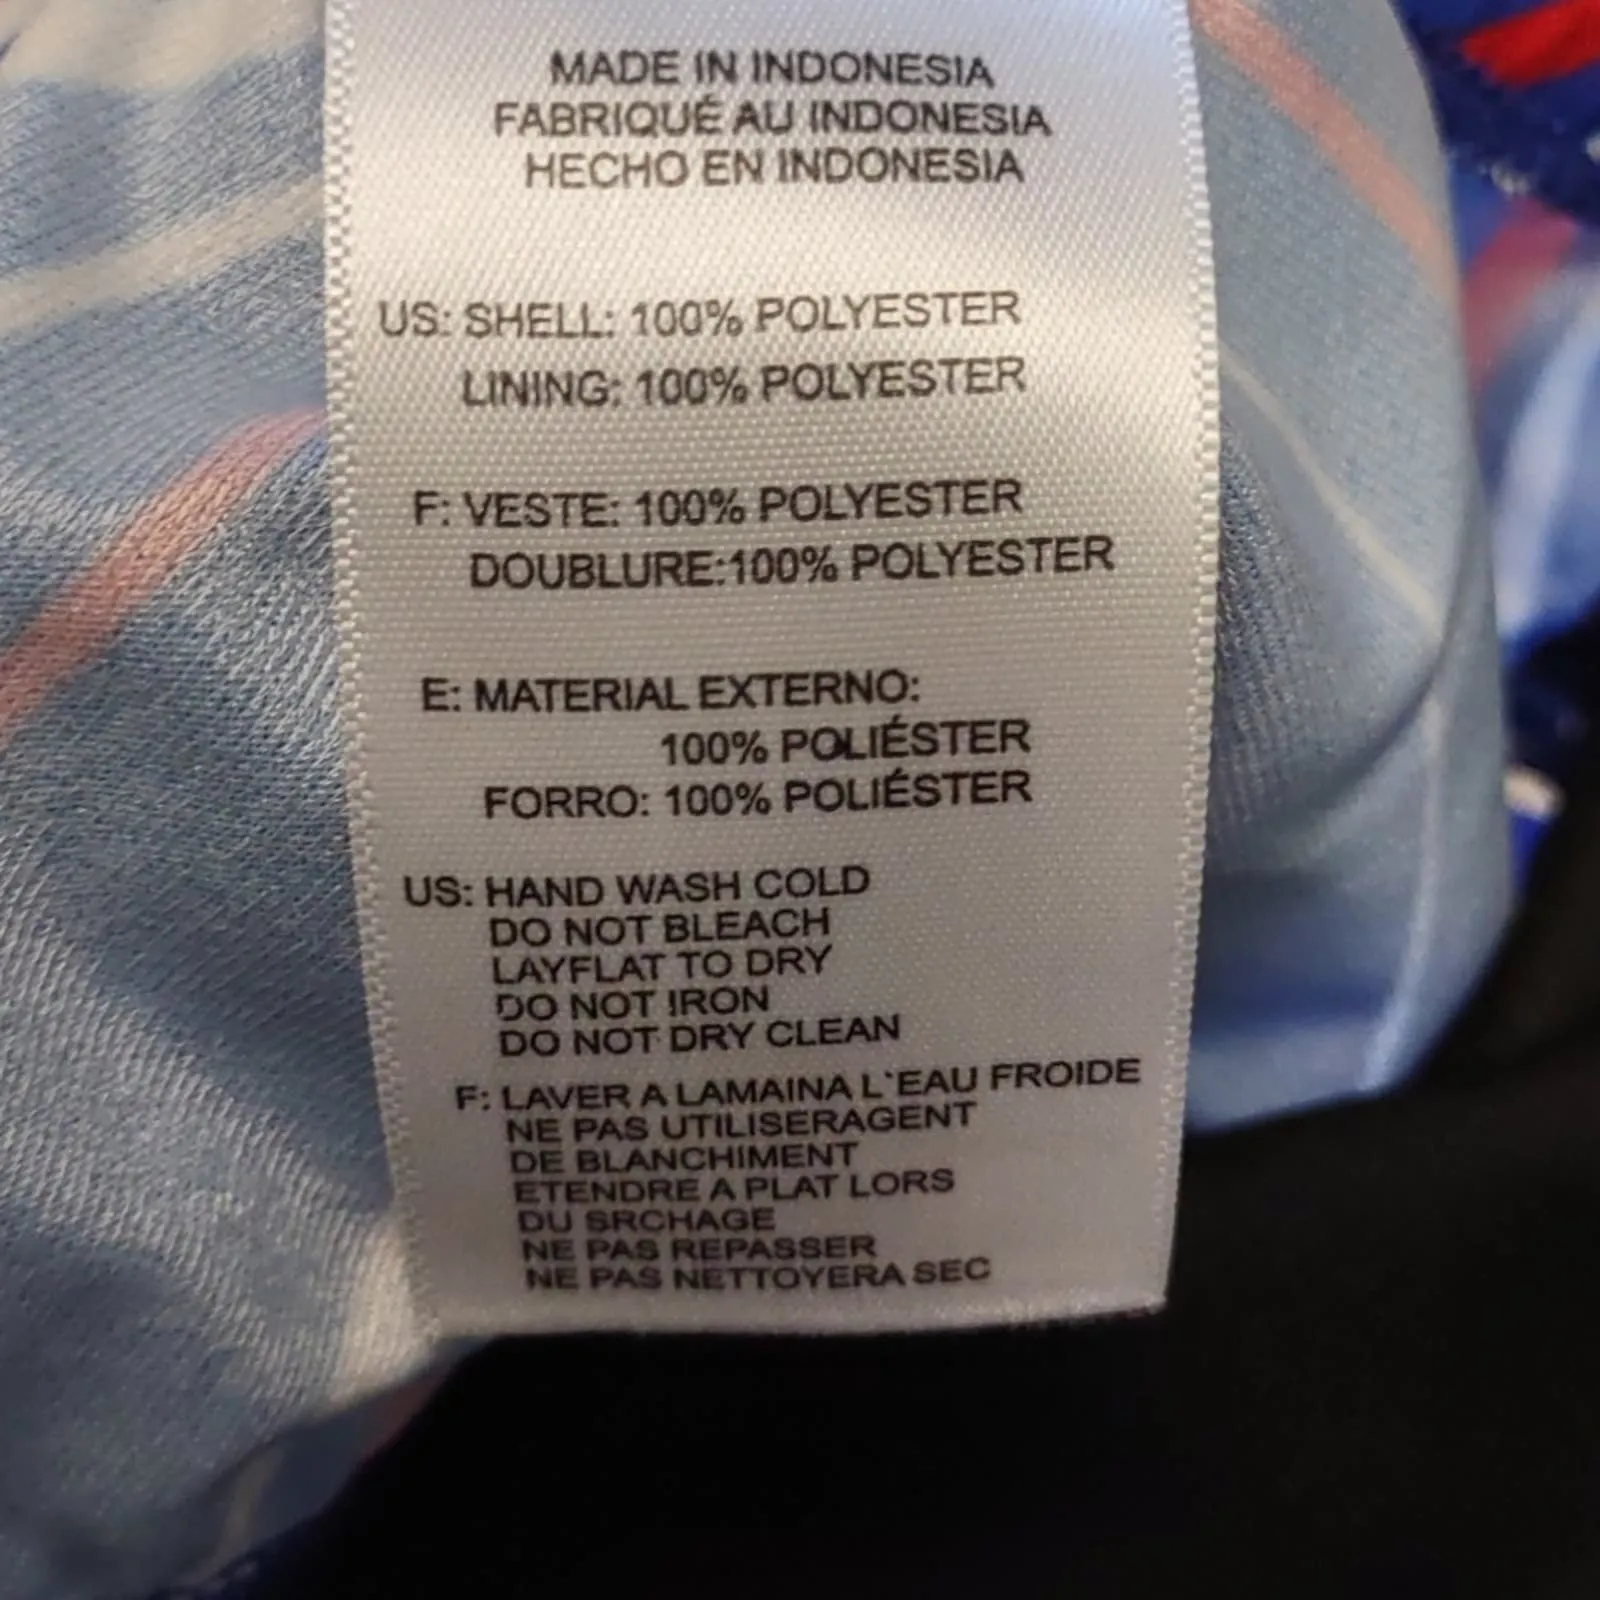 MADE IN INDONESIA
FABRIQUÉ AU INDONESIA
HECHO EN INDONESIA
US: SHELL: 100% POLYESTER
LINING: 100% POLYESTER
F: VESTE: 100% POLYESTER
DOUBLURE:100% POLYESTER
E: MATERIAL EXTERNO:
100% POLIÉSTER
FORRO: 100% POLIÉSTER
US: HAND WASH COLD
DO NOT BLEACH
LAYFLAT TO DRY
DO NOT IRON
DO NOT DRY CLEAN
F: LAVER A LAMAINA L`EAU FROIDE
NE PAS UTILISERAGENT
DE BLANCHIMENT
ETENDRE A PLAT LORS
DU SRCHAGE
NE PAS REPASSER
NE PAS NETTOYERA SEC